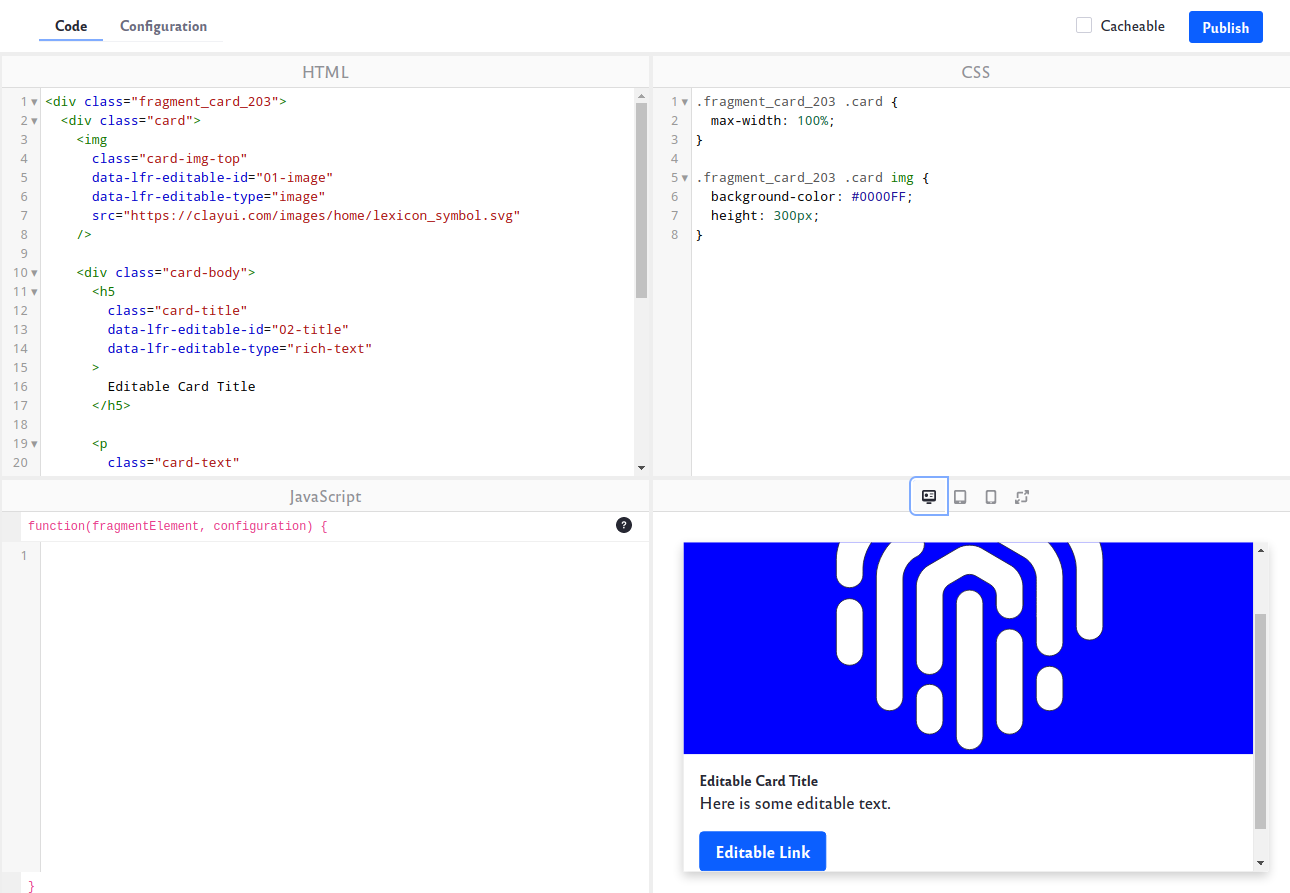 Code Configuration
Cacheable Publish
HTML
1 <div class="fragment_card_203">
2 <div class="card">
3 <img
4 class="card-img-top"
5 data-lfr-editable-id="01-image"
6 data-lfr-editable-type="image"
7 src="https://clayui.com/images/home/lexicon_symbol.svg"
8 />
9
10 <div class="card-body">
11 <h5
12 class="card-title"
13 data-lfr-editable-id="02-title"
14 data-lfr-editable-type="rich-text"
15 >
16 Editable Card Title
17 </h5>
18
19 <p
20 class="card-text"
CSS
1 .fragment_card_203 .card {
2 max-width: 100%;
3 }
4
5 .fragment_card_203 .card img {
6 background-color: #0000FF;
7 height: 300px;
8 }
JavaScript
function(fragmentElement, configuration) { ?
1
}
Editable Card Title
Here is some editable text.
Editable Link